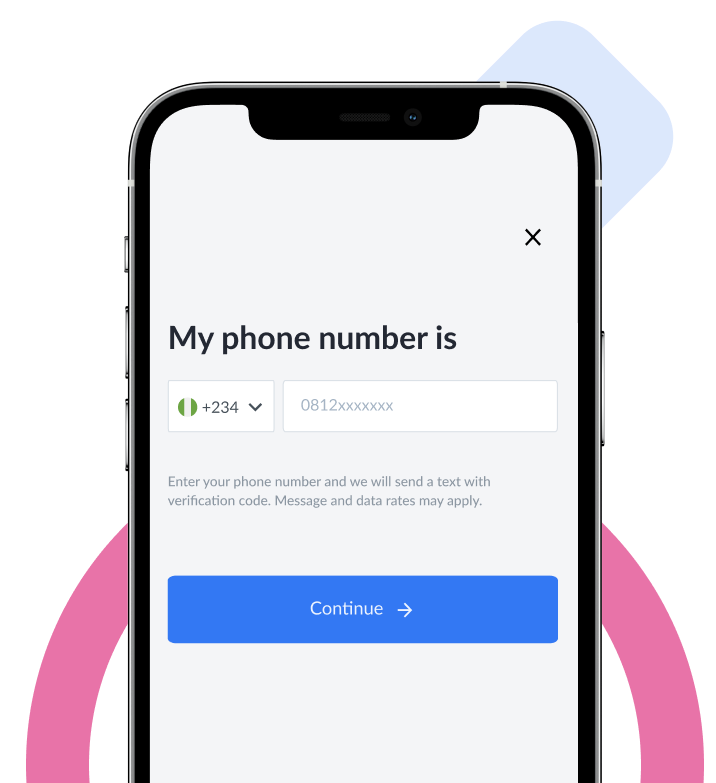 My phone number is
+234
0812xxxxxxx
Enter your phone number and we will send a text with
verification code. Message and data rates may apply.
Continue